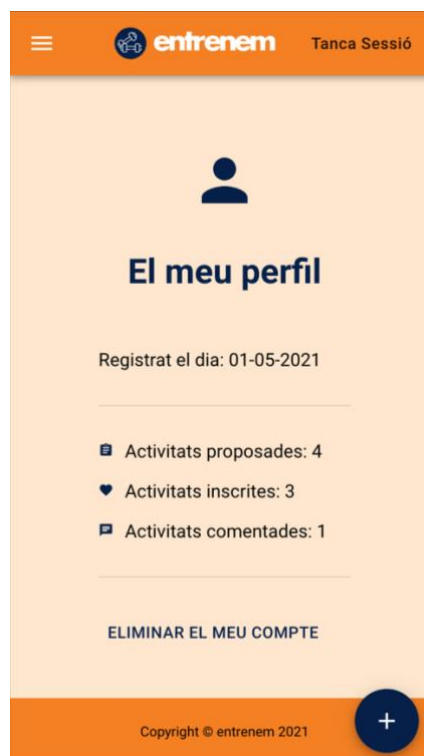 entrenem
Tanca Sessió
El meu perfil
Registrat el dia: 01-05-2021
Activitats proposades: 4
Activitats inscrites: 3
Activitats comentades: 1
ELIMINAR EL MEU COMPTE
Copyright © entrenem 2021
+